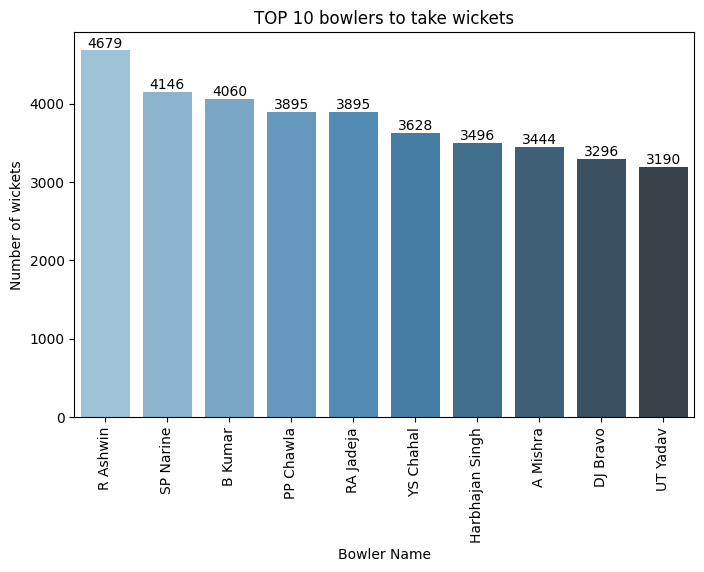 TOP 10 bowlers to take wickets
Number of wickets
4000
3000
2000
1000
0
4679
4146
4060
3895
3895
3628
3496
3444
3296
3190
R Ashwin
SP Narine
B Kumar
PP Chawla
RA Jadeja
YS Chahal
Harbhajan Singh
A Mishra
DJ Bravo
UT Yadav
Bowler Name